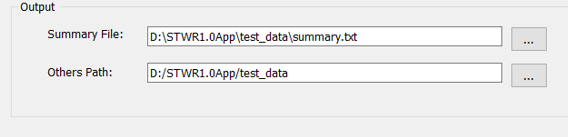 Output
Summary File: D:\STWR1.0App\test_data\summary.txt ...
Others Path: D:/STWR1.0App/test_data ...